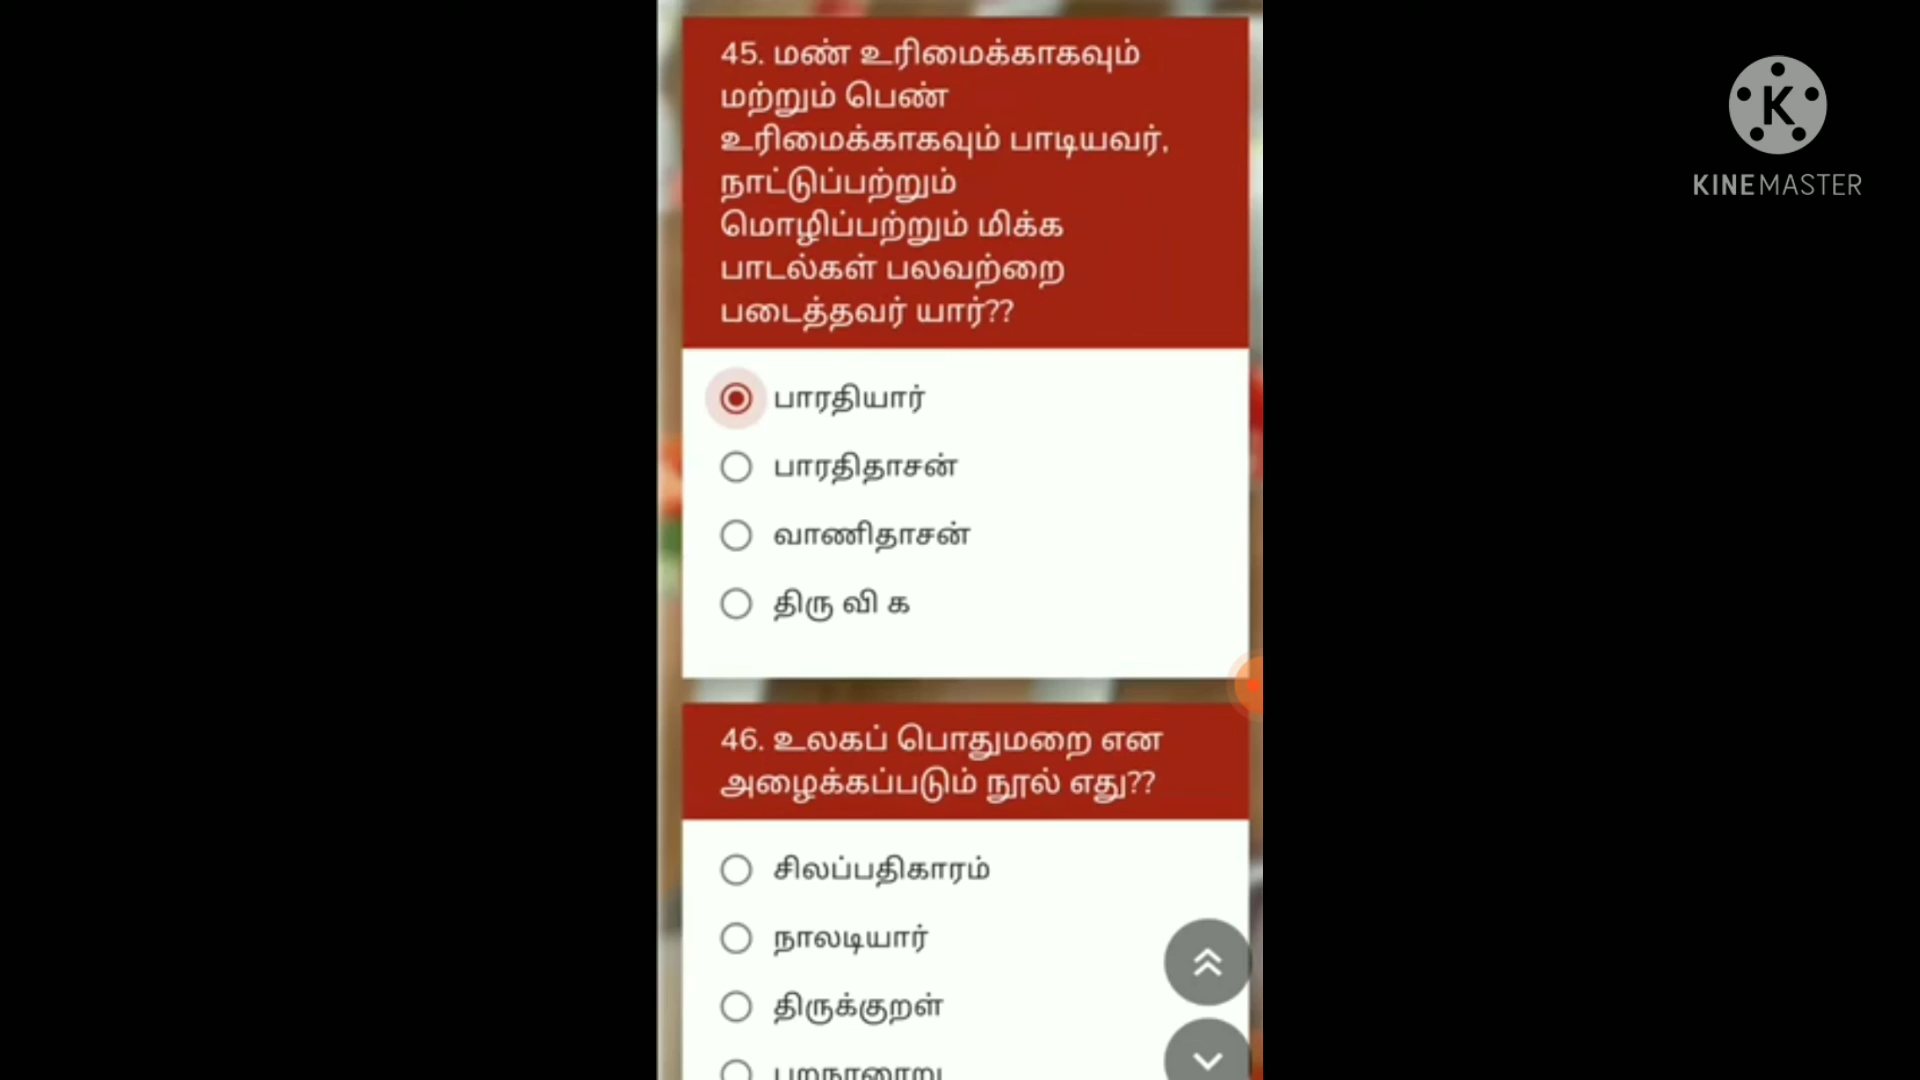 45. மண் உரிமைக்காகவும்
மற்றும் பெண்
உரிமைக்காகவும் பாடியவர்,
நாட்டுப்பற்றும்
மொழிப்பற்றும் மிக்க
பாடல்கள் பலவற்றை
படைத்தவர் யார்??
பாரதியார்
பாரதிதாசன்
வாணிதாசன்
திரு வி க
46. உலகப் பொதுமறை என
அழைக்கப்படும் நூல் எது??
சிலப்பதிகாரம்
நாலடியார்
திருக்குறள்
K
KINEMASTER